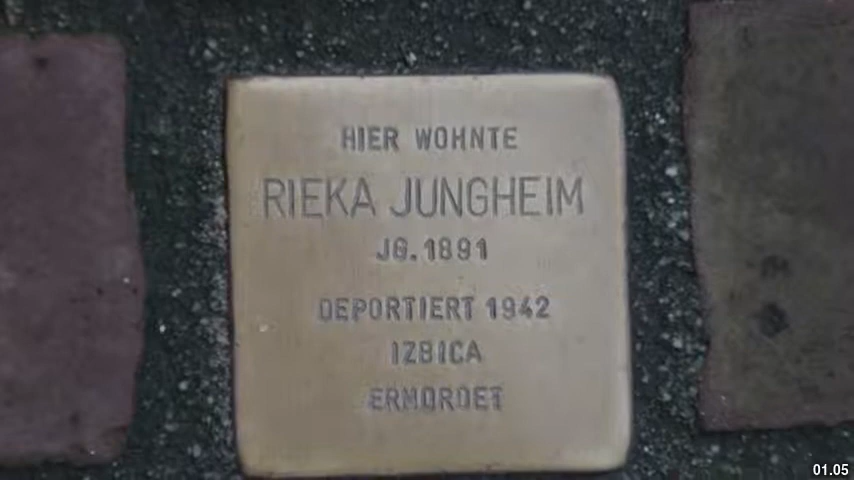 HIER WOHNTE
RIEKA JUNGHEIM
JG. 1891
DEPORTIERT 1942
IZBICA
ERMORDET
01.05